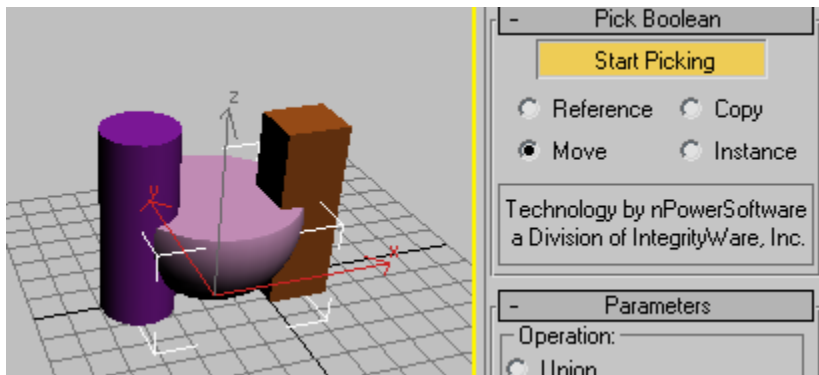 z
y
x
- Pick Boolean
Start Picking
Reference Copy
Move Instance
Technology by nPowerSoftware
a Division of IntegrityWare, Inc.
- Parameters
Operation:
Union